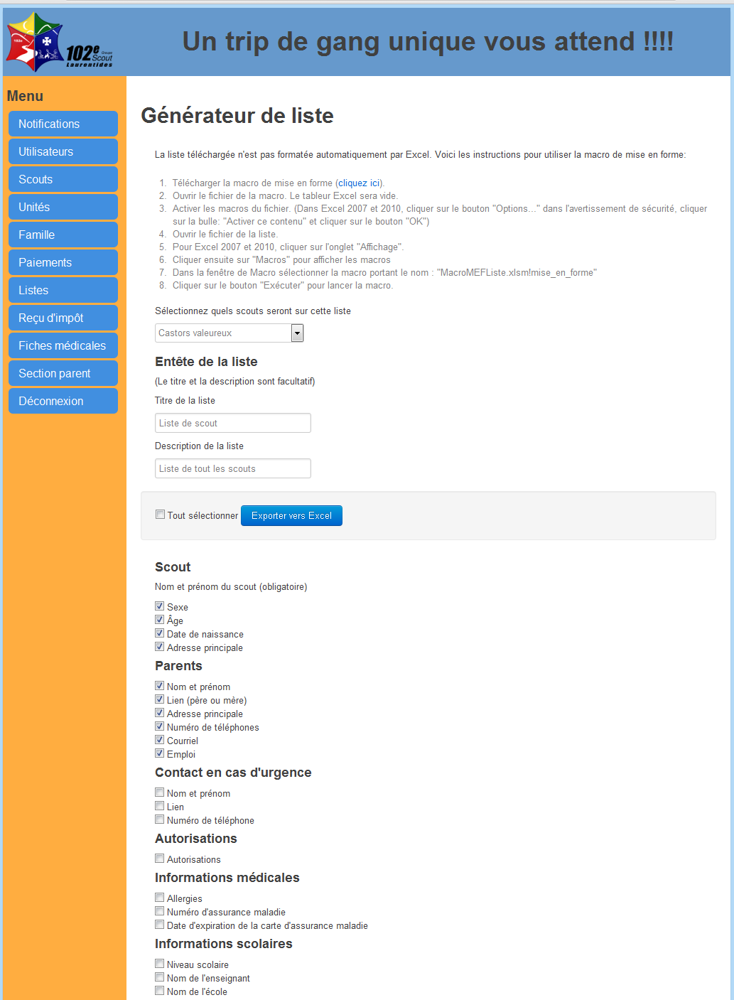 102e
102e Groupe Scout Laurentides
Un trip de gang unique vous attend !!!!
Menu
Notifications
Utilisateurs
Scouts
Unités
Famille
Paiements
Listes
Reçu d'impôt
Fiches médicales
Section parent
Déconnexion
Générateur de liste
La liste téléchargée n'est pas formatée automatiquement par Excel. Voici les instructions pour utiliser la macro de mise en forme:
1. Télécharger la macro de mise en forme (cliquez ici).
2. Ouvrir le fichier de la macro. Le tableur Excel sera vide.
3. Activer les macros du fichier. (Dans Excel 2007 et 2010, cliquer sur le bouton "Options..." dans l'avertissement de sécurité, cliquer
sur la bulle: "Activer ce contenu" et cliquer sur le bouton "OK")
4. Ouvrir le fichier de la liste.
5. Pour Excel 2007 et 2010, cliquer sur l'onglet "Affichage".
6. Cliquer ensuite sur "Macros" pour afficher les macros
7. Dans la fenêtre de Macro sélectionner la macro portant le nom : "MacroMEFListe.xlsm!mise_en_forme"
8. Cliquer sur le bouton "Exécuter" pour lancer la macro.
Sélectionnez quels scouts seront sur cette liste
Castors valeureux
Entête de la liste
(Le titre et la description sont facultatif)
Titre de la liste
Liste de scout
Description de la liste
Liste de tout les scouts
Tout sélectionner Exporter vers Excel
Scout
Nom et prénom du scout (obligatoire)
Sexe
Âge
Date de naissance
Adresse principale
Parents
Nom et prénom
Lien (père ou mère)
Adresse principale
Numéro de téléphones
Courriel
Emploi
Contact en cas d'urgence
Nom et prénom
Lien
Numéro de téléphone
Autorisations
Autorisations
Informations médicales
Allergies
Numéro d'assurance maladie
Date d'expiration de la carte d'assurance maladie
Informations scolaires
Niveau scolaire
Nom de l'enseignant
Nom de l'école